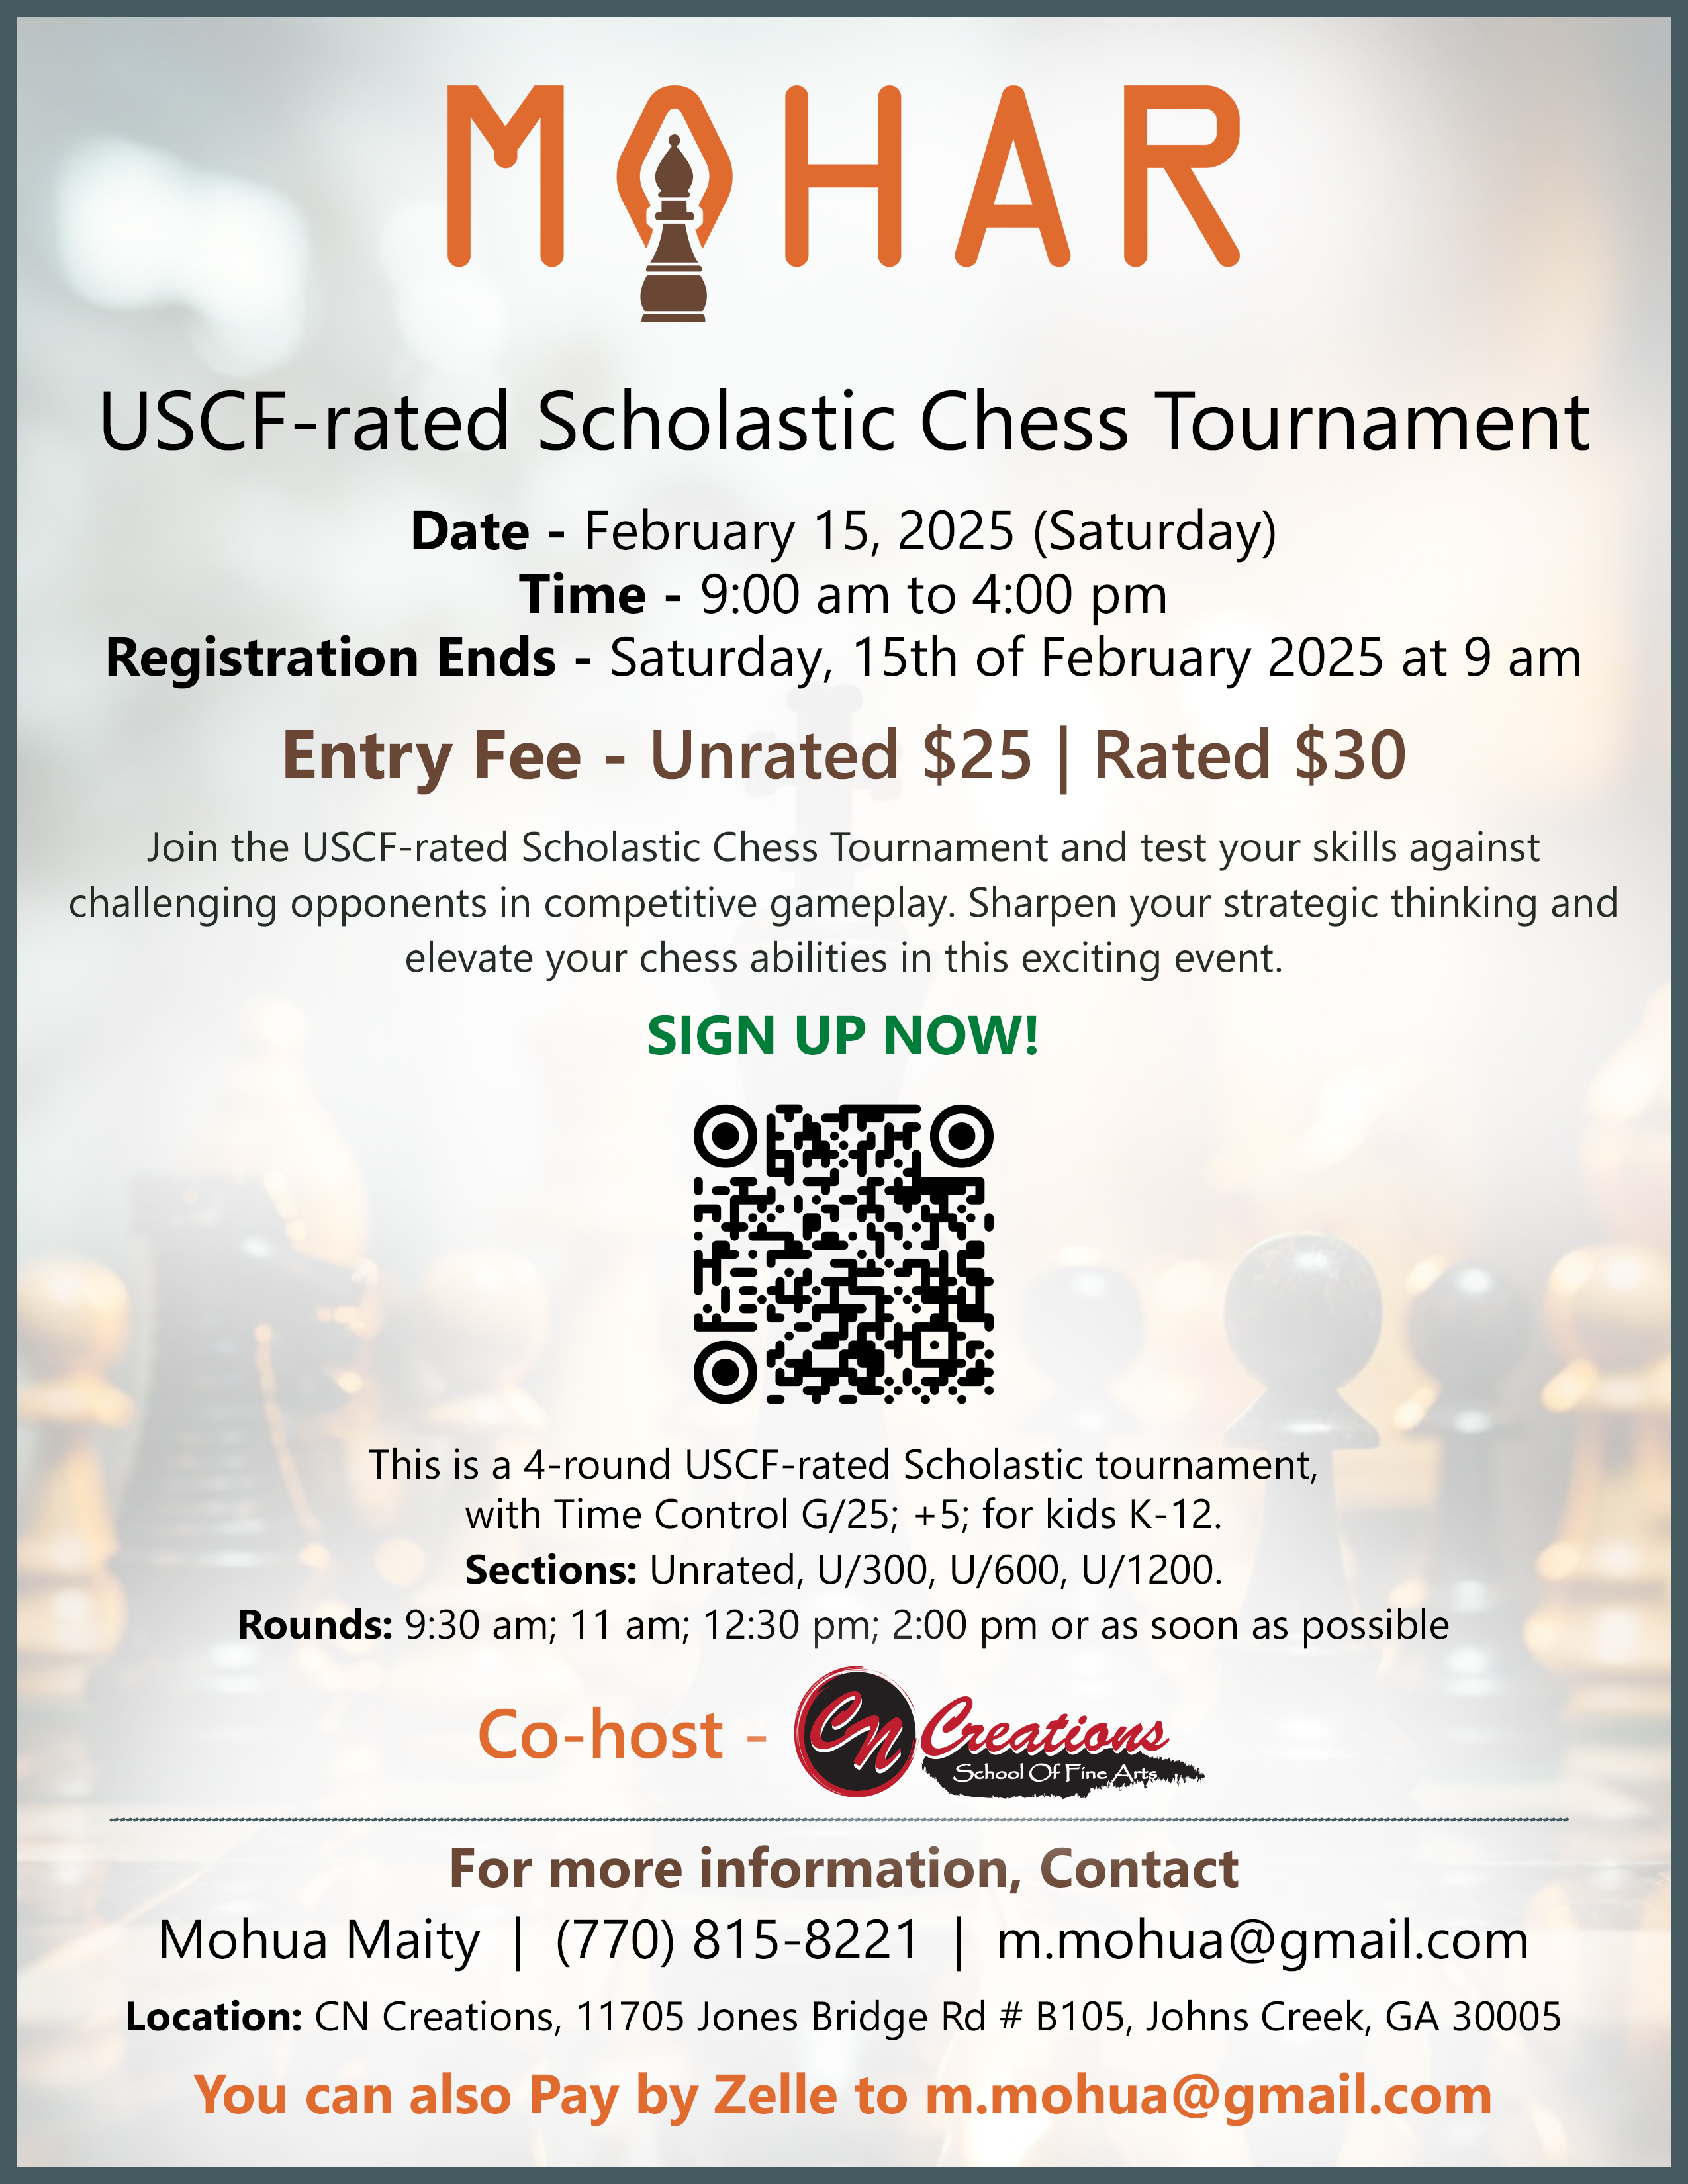 MOHAR
USCF-rated Scholastic Chess Tournament
Date - February 15, 2025 (Saturday)
Time - 9:00 am to 4:00 pm
Registration Ends - Saturday, 15th of February 2025 at 9 am
Entry Fee - Unrated $25 | Rated $30
Join the USCF-rated Scholastic Chess Tournament and test your skills against
challenging opponents in competitive gameplay. Sharpen your strategic thinking and
elevate your chess abilities in this exciting event.
SIGN UP NOW!
This is a 4-round USCF-rated Scholastic tournament,
with Time Control G/25; +5; for kids K-12.
Sections: Unrated, U/300, U/600, U/1200.
Rounds: 9:30 am; 11 am; 12:30 pm; 2:00 pm or as soon as possible
Co-host - CN Creations
School Of Fine Arts
For more information, Contact
Mohua Maity | (770) 815-8221 | m.mohua@gmail.com
Location: CN Creations, 11705 Jones Bridge Rd # B105, Johns Creek, GA 30005
You can also Pay by Zelle to m.mohua@gmail.com